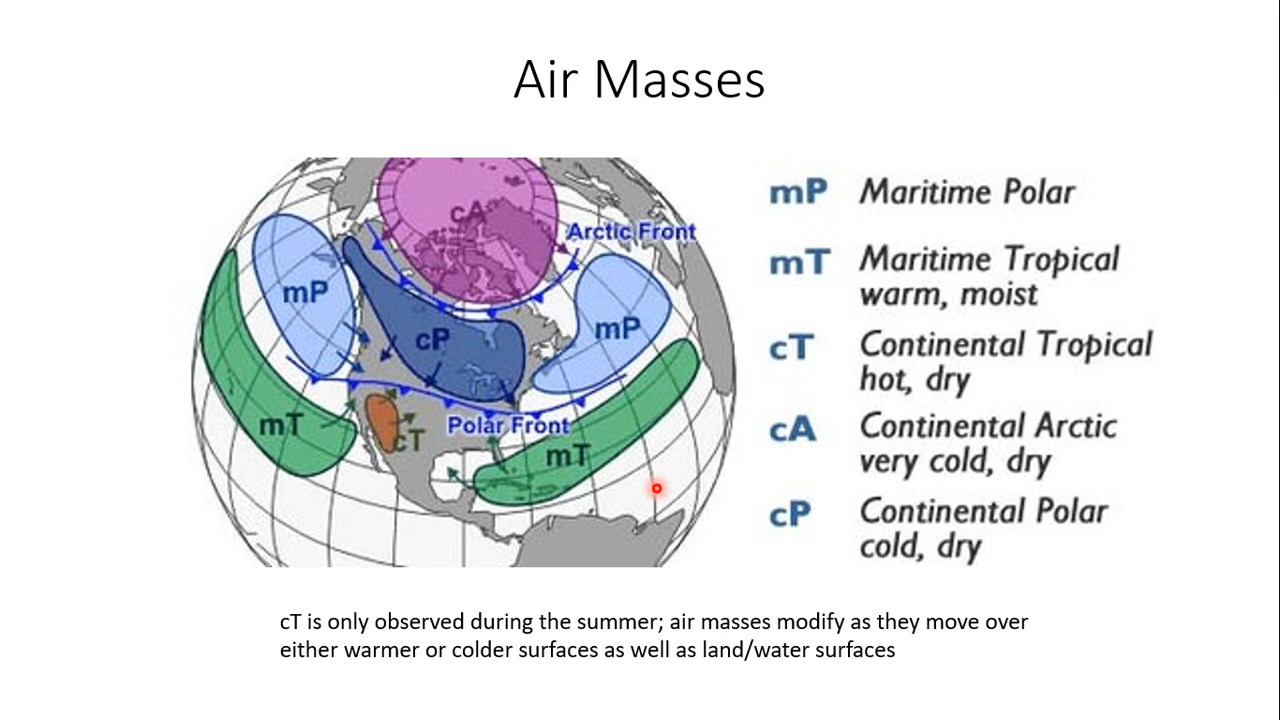 Air Masses
cA
Arctic Front
mP
cP
mP
mT
cT
Polar Front
mT
mP Maritime Polar
mT Maritime Tropical
warm, moist
cT Continental Tropical
hot, dry
cA Continental Arctic
very cold, dry
cP Continental Polar
cold, dry
cT is only observed during the summer; air masses modify as they move over
either warmer or colder surfaces as well as land/water surfaces